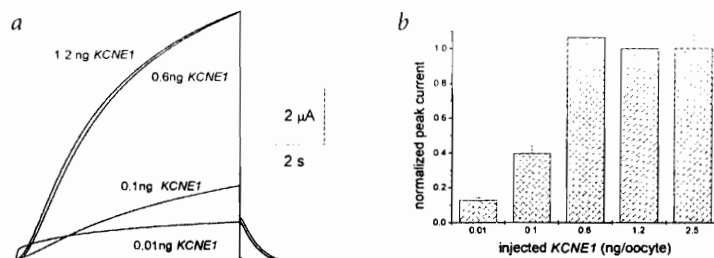 a
1 2 ng KCNE1
0.6ng KCNE1
0.1ng KCNE1
0.01ng KCNE1
2 μA
2 s
b
normalized peak current
1.0
0.8
0.6
0.4
0.2
0.0
0.01
0.1
0.6
1.2
2.5
injected KCNE1 (ng/oocyte)